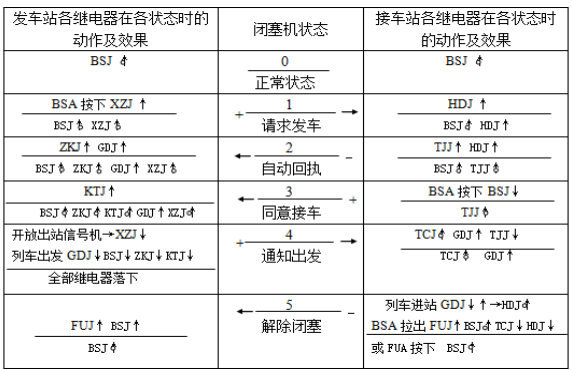 发车站各继电器在各状态时的动作及效果
闭塞机状态
接车站各继电器在各状态时
的动作及效果
BSJ ↑
0
正常状态
BSJ ↑
BSA 按下 XZJ ↑
BSJ↑ XZJ↑
+ 1 →
请求发车
HDJ ↑
BSJ↑ HDJ↑
ZKJ↑ GDJ↑
BSJ↑ ZKJ↑ GDJ↑ XZJ↑
← 2 −
自动回执
TJJ↑ HDJ↑
BSJ↑ TJJ↑
KTJ↑
BSJ↑ZKJ↑KTJ↑GDJ↑XZJ↑
← 3 +
同意接车
BSA 按下 BSJ↓
TJJ↑
开放出站信号机→XZJ↓
列车出发 GDJ↓BSJ↓ZKJ↓KTJ↓
全部继电器落下
+ 4 →
通知出发
TCJ↑ GDJ↑ TJJ↓
TCJ↑ GDJ↑
FUJ↑ BSJ↑
BSJ↑
← 5 −
解除闭塞
列车进站 GDJ↓↑→HDJ↑
BSA 拉出 FUJ↑BSJ↑TCJ↓HDJ↓
或 FUA 按下 BSJ↑